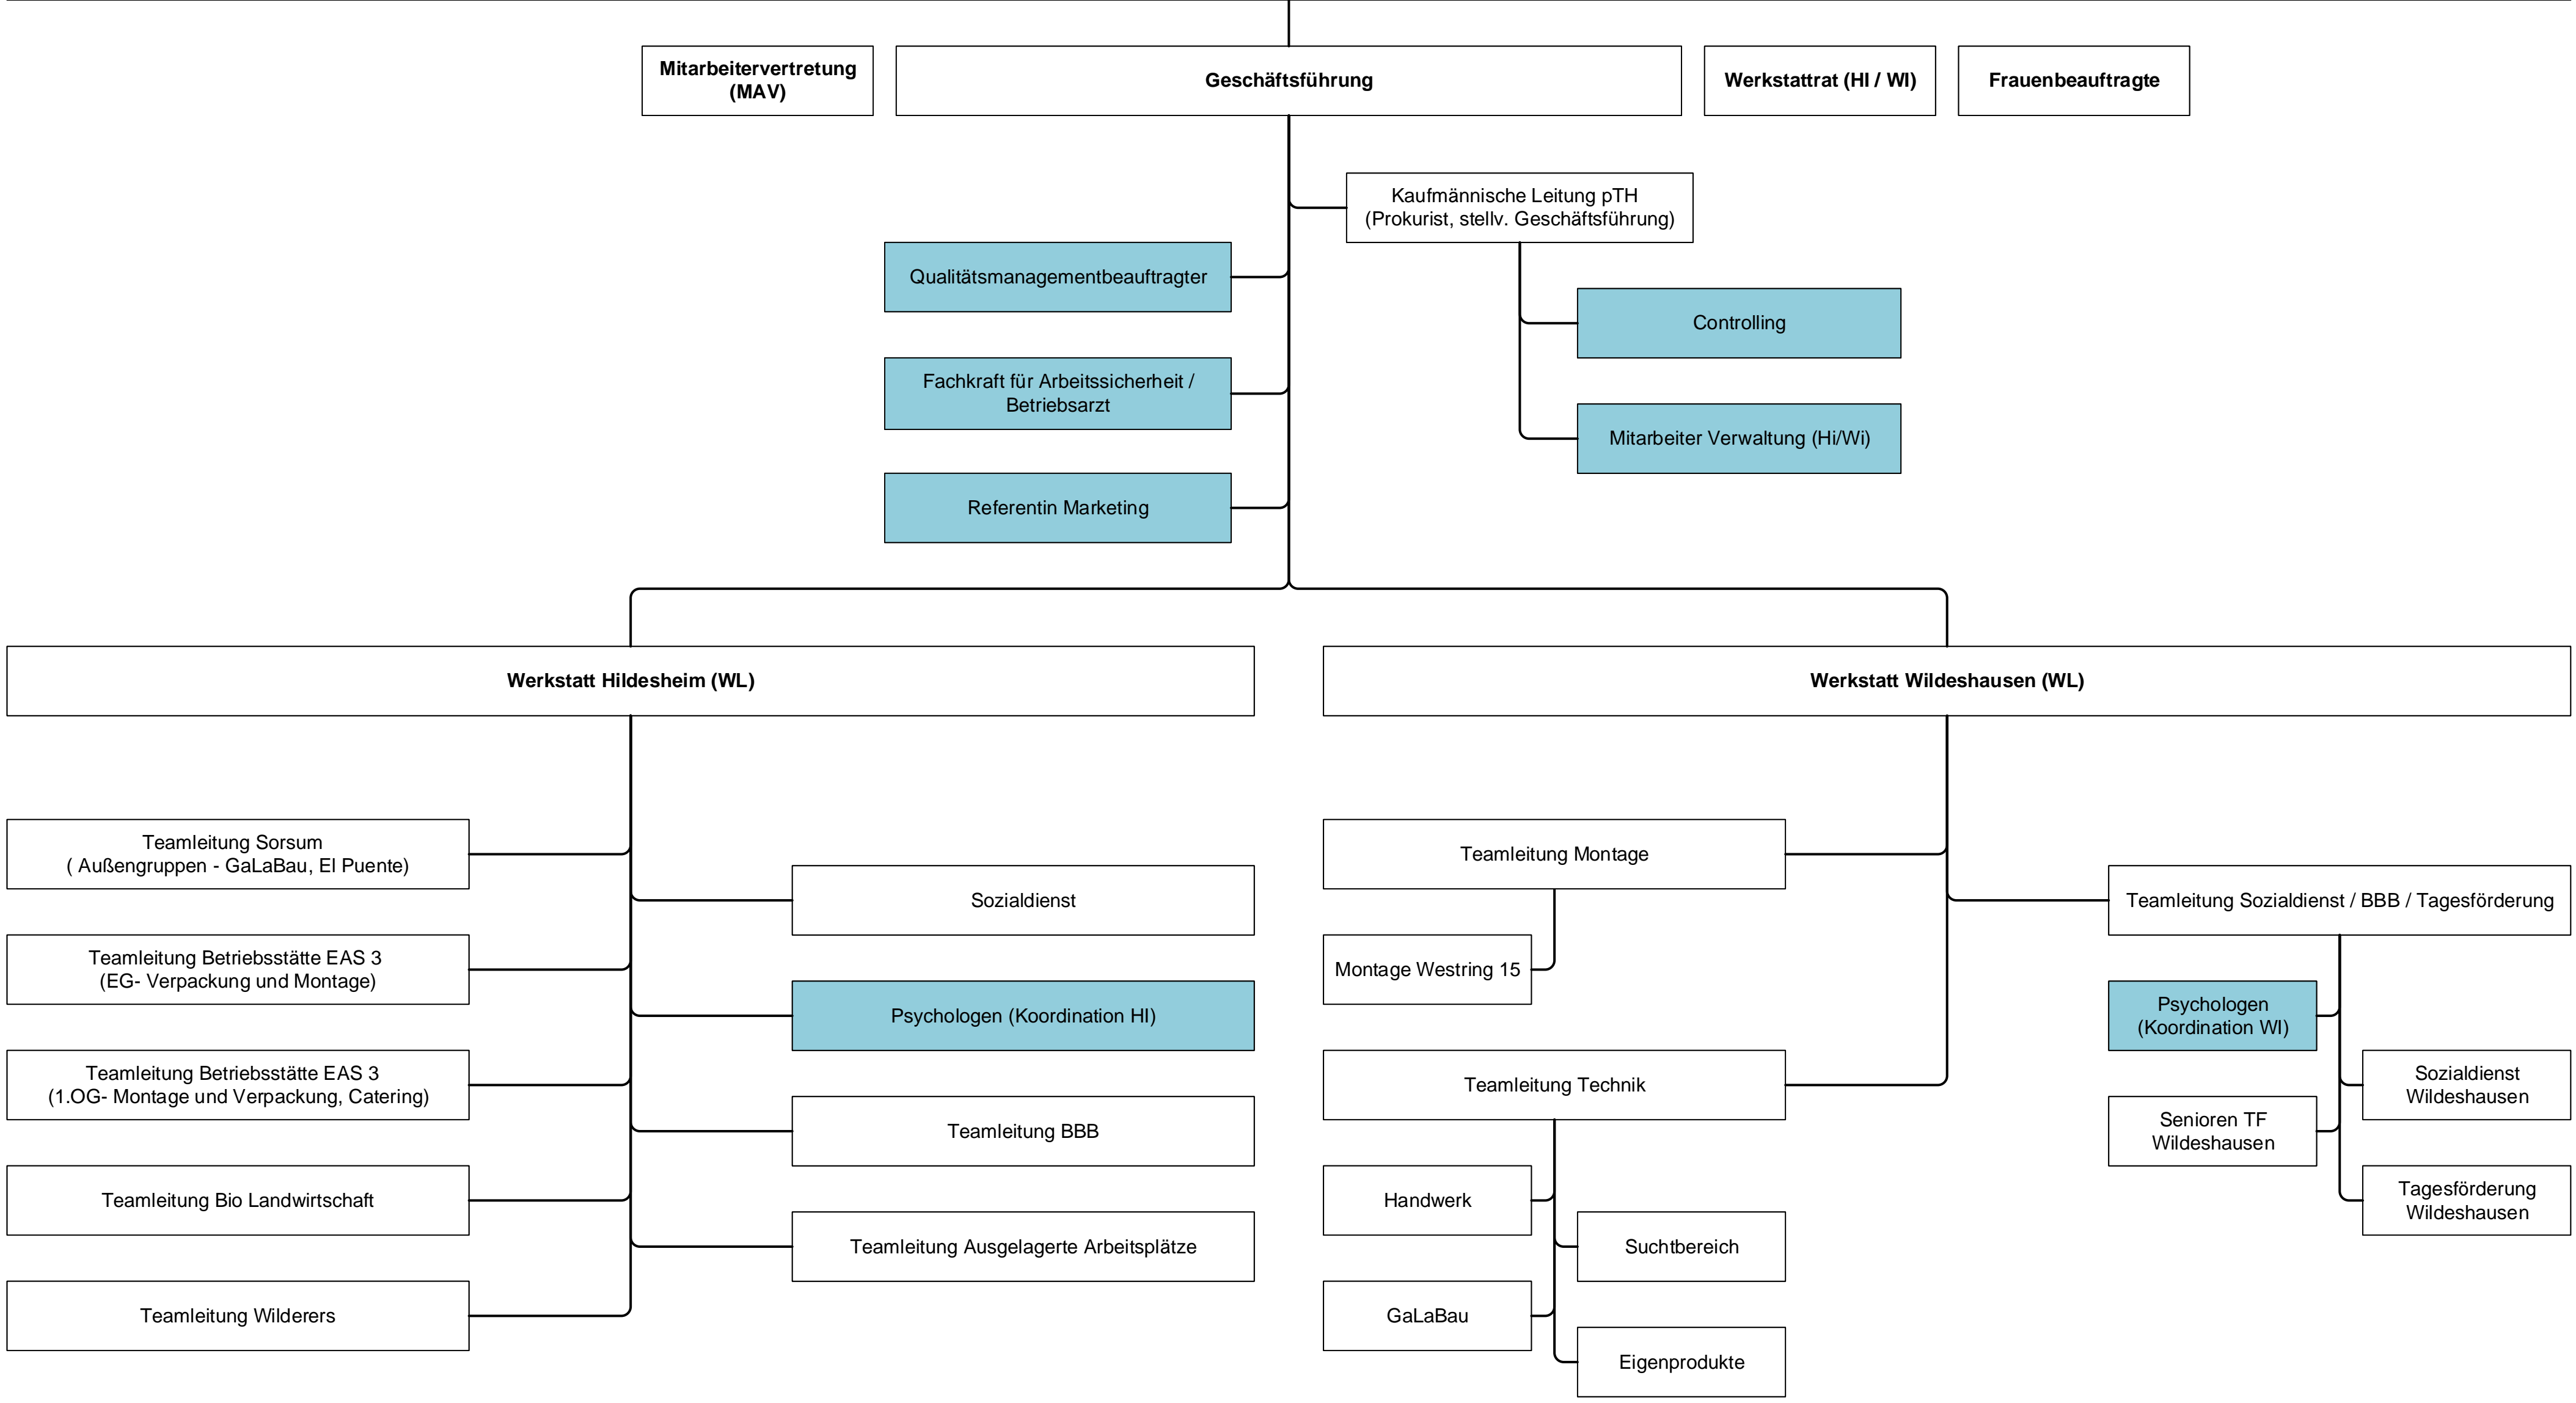 Mitarbeitervertretung
(MAV)
Geschäftsführung
Werkstattrat (HI / WI)
Frauenbeauftragte
Kaufmännische Leitung pTH
(Prokurist, stellv. Geschäftsführung)
Qualitätsmanagementbeauftragter
Controlling
Fachkraft für Arbeitssicherheit /
Betriebsarzt
Mitarbeiter Verwaltung (Hi/Wi)
Referentin Marketing
Werkstatt Hildesheim (WL)
Teamleitung Sorsum
( Außengruppen - GaLaBau, El Puente)
Sozialdienst
Teamleitung Betriebsstätte EAS 3
(EG- Verpackung und Montage)
Psychologen (Koordination HI)
Teamleitung Betriebsstätte EAS 3
(1.OG- Montage und Verpackung, Catering)
Teamleitung BBB
Teamleitung Bio Landwirtschaft
Teamleitung Ausgelagerte Arbeitsplätze
Teamleitung Wilderers
Werkstatt Wildeshausen (WL)
Teamleitung Montage
Montage Westring 15
Teamleitung Technik
Handwerk
Suchtbereich
GaLaBau
Eigenprodukte
Teamleitung Sozialdienst / BBB / Tagesförderung
Psychologen
(Koordination WI)
Sozialdienst
Wildeshausen
Senioren TF
Wildeshausen
Tagesförderung
Wildeshausen